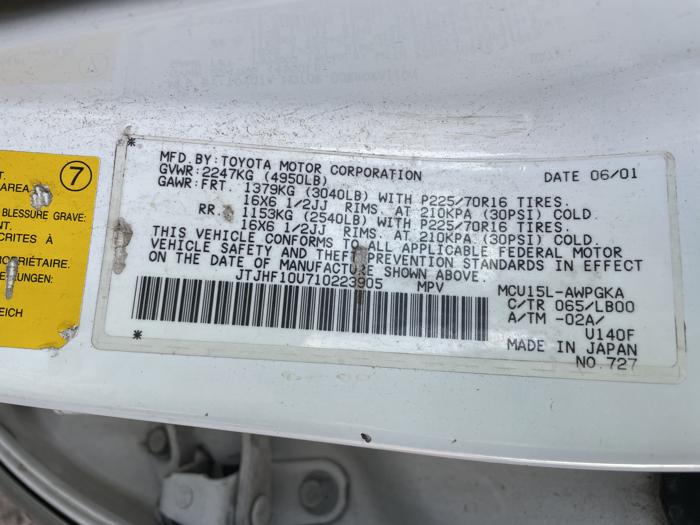 MFD.BY:TOYOTA MOTOR CORPORATION DATE 06/01
GVWR:2247KG (4950LB)
GAWR:FRT. 1379KG (3040LB) WITH P225/70R16 TIRES.
16X6 1/2JJ RIMS. AT 210KPA (30PSI) COLD.
RR. 1153KG (2540LB) WITH P225/70R16 TIRES.
16X6 1/2JJ RIMS. AT 210KPA (30PSI) COLD.
THIS VEHICLE CONFORMS TO ALL APPLICABLE FEDERAL MOTOR
VEHICLE SAFETY AND THEFT PREVENTION STANDARDS IN EFFECT
ON THE DATE OF MANUFACTURE SHOWN ABOVE.
JTJHF10U710223905 MPV MCU15L-AWPGKA
C/TR 065/LB00
A/TM -02A/
U140F
MADE IN JAPAN
NO.727
7
T.
AREA
BLESSURE GRAVE:
NT.
CRITES À
OPRIÉTAIRE.
EICH